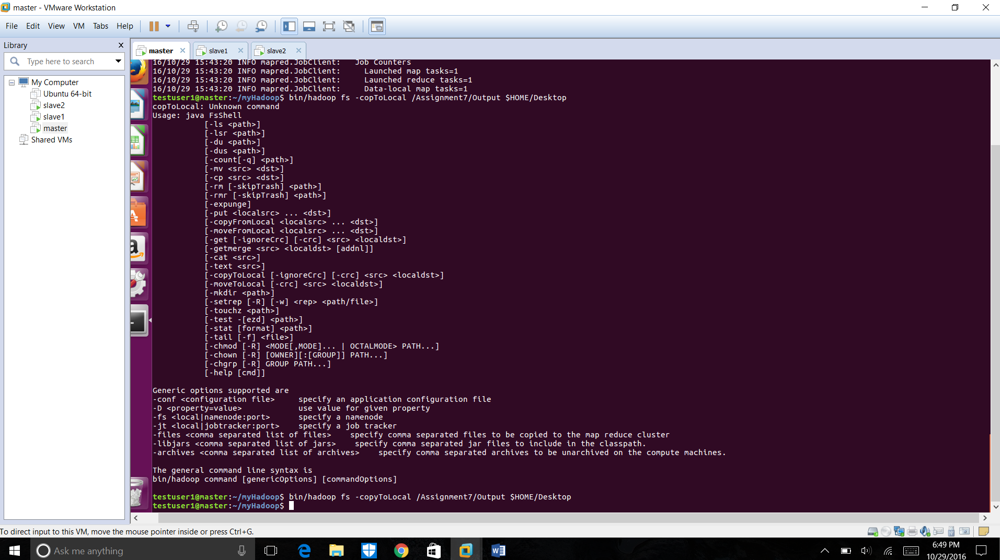 master - VMware Workstation
File Edit View VM Tabs Help
Library
Type here to search
My Computer
Ubuntu 64-bit
slave2
slave1
master
Shared VMs
master slave1 slave2
16/10/29 15:43:20 INFO mapred.JobClient:   Job Counters
16/10/29 15:43:20 INFO mapred.JobClient:     Launched map tasks=1
16/10/29 15:43:20 INFO mapred.JobClient:     Launched reduce tasks=1
16/10/29 15:43:20 INFO mapred.JobClient:     Data-local map tasks=1
testuser1@master:~/myHadoop$ bin/hadoop fs -copToLocal /Assignment7/Output $HOME/Desktop
copToLocal: Unknown command
Usage: java FsShell
[-ls <path>]
[-lsr <path>]
[-du <path>]
[-dus <path>]
[-count[-q] <path>]
[-mv <src> <dst>]
[-cp <src> <dst>]
[-rm [-skipTrash] <path>]
[-rmr [-skipTrash] <path>]
[-expunge]
[-put <localsrc> ... <dst>]
[-copyFromLocal <localsrc> ... <dst>]
[-moveFromLocal <localsrc> ... <dst>]
[-get [-ignoreCrc] [-crc] <src> <localdst>]
[-getmerge <src> <localdst> [addnl]]
[-cat <src>]
[-text <src>]
[-copyToLocal [-ignoreCrc] [-crc] <src> <localdst>]
[-moveToLocal [-crc] <src> <localdst>]
[-mkdir <path>]
[-setrep [-R] [-w] <rep> <path/file>]
[-touchz <path>]
[-test -[ezd] <path>]
[-stat [format] <path>]
[-tail [-f] <file>]
[-chmod [-R] <MODE[,MODE]... | OCTALMODE> PATH...]
[-chown [-R] [OWNER][:[GROUP]] PATH...]
[-chgrp [-R] GROUP PATH...]
[-help [cmd]]
Generic options supported are
-conf <configuration file>     specify an application configuration file
-D <property=value>            use value for given property
-fs <local|namenode:port>      specify a namenode
-jt <local|jobtracker:port>    specify a job tracker
-files <comma separated list of files>    specify comma separated files to be copied to the map reduce cluster
-libjars <comma separated list of jars>    specify comma separated jar files to include in the classpath.
-archives <comma separated list of archives>    specify comma separated archives to be unarchived on the compute machines.
The general command line syntax is
bin/hadoop command [genericOptions] [commandOptions]
testuser1@master:~/myHadoop$ bin/hadoop fs -copyToLocal /Assignment7/Output $HOME/Desktop
testuser1@master:~/myHadoop$
To direct input to this VM, move the mouse pointer inside or press Ctrl+G.
Ask me anything
6:49 PM
10/29/2016